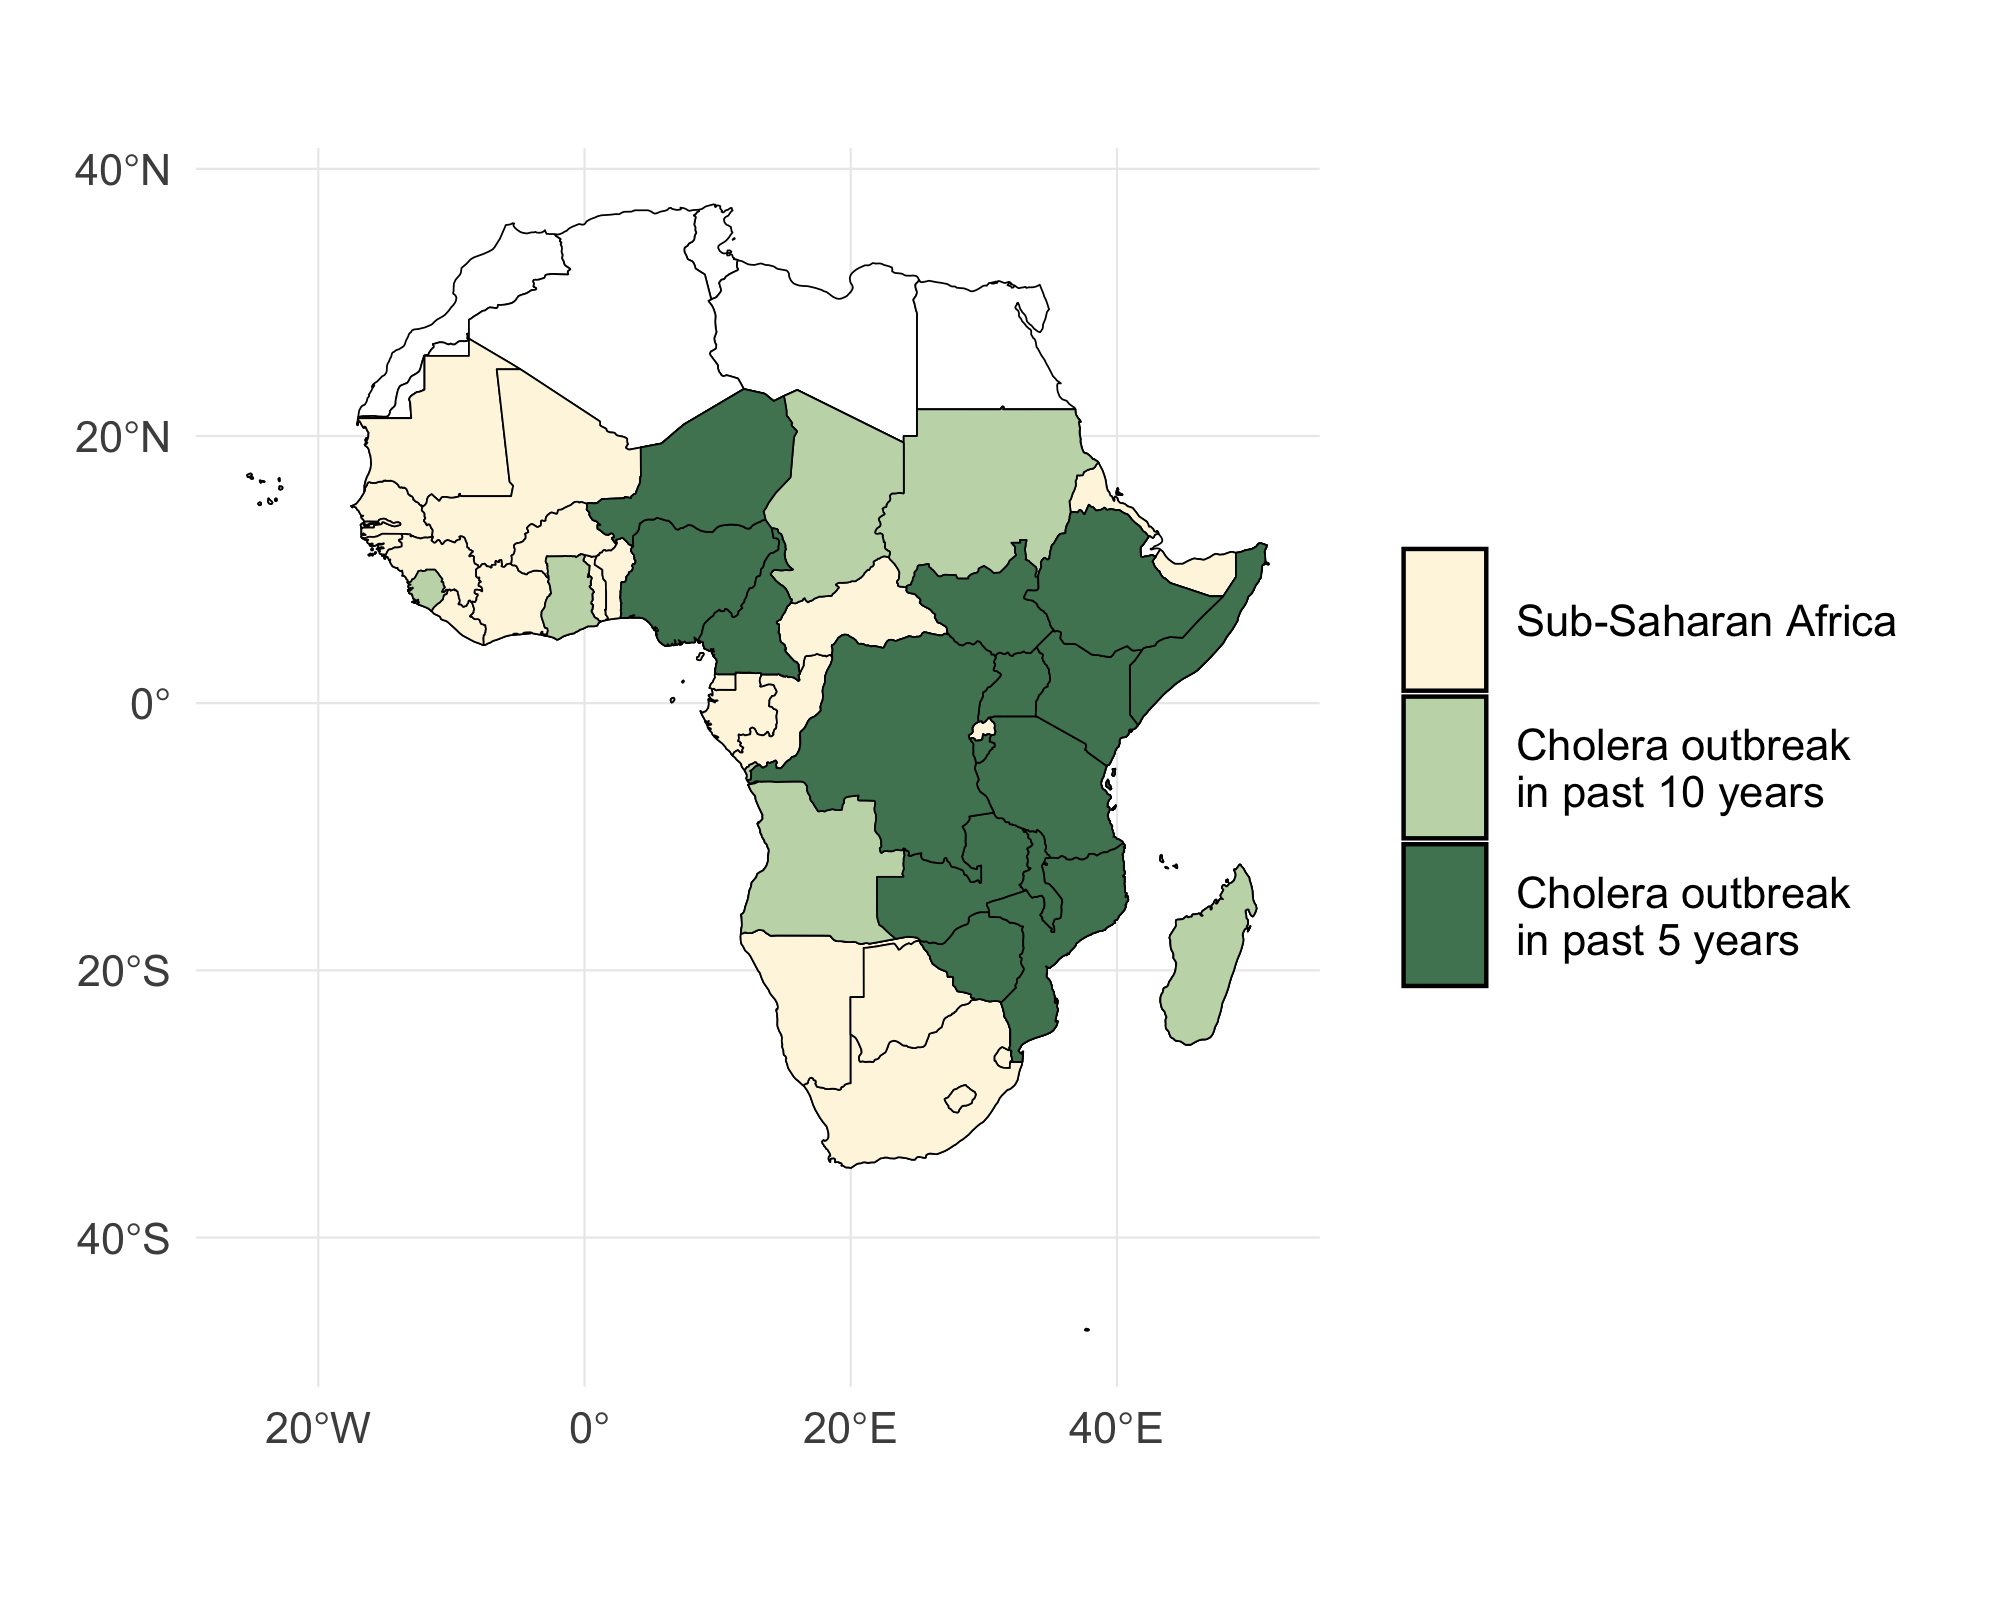 40°N
20°N
0°
20°S
40°S
20°W
0°
20°E
40°E
Sub-Saharan Africa
Cholera outbreak
in past 10 years
Cholera outbreak
in past 5 years